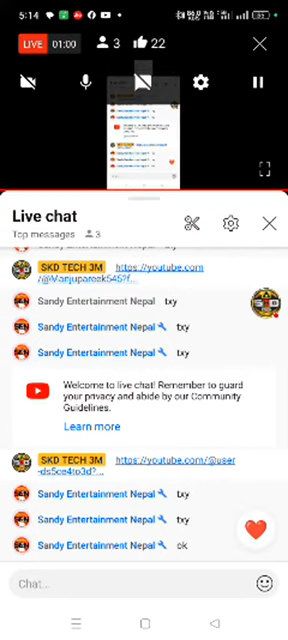 5:14
LIVE 01:00 3 22
Live chat
Top messages 3
SKD TECH 3M https://youtube.com
/@Manjupareek545?f...
Sandy Entertainment Nepal txy
Sandy Entertainment Nepal txy
Sandy Entertainment Nepal txy
Welcome to live chat! Remember to guard
your privacy and abide by our Community
Guidelines.
Learn more
SKD TECH 3M https://youtube.com/@user
-ds5ce4to3d?...
Sandy Entertainment Nepal txy
Sandy Entertainment Nepal txy
Sandy Entertainment Nepal ck
Chat...